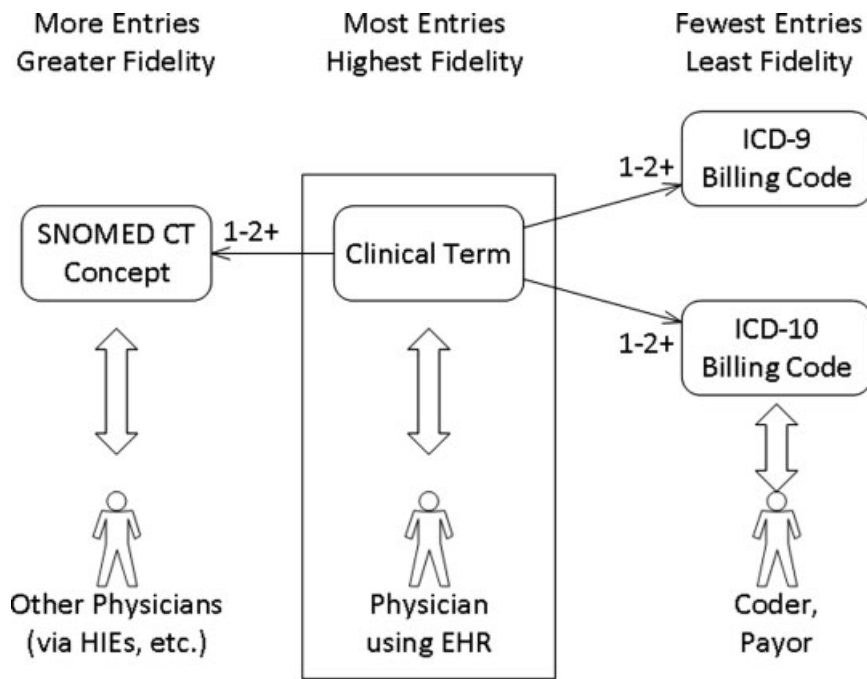 More Entries
Greater Fidelity
Most Entries
Highest Fidelity
Fewest Entries
Least Fidelity
ICD-9
Billing Code
1-2+
SNOMED CT
Concept
1-2+
Clinical Term
1-2+
ICD-10
Billing Code
Other Physicians
(via HIEs, etc.)
Physician
using EHR
Coder,
Payor